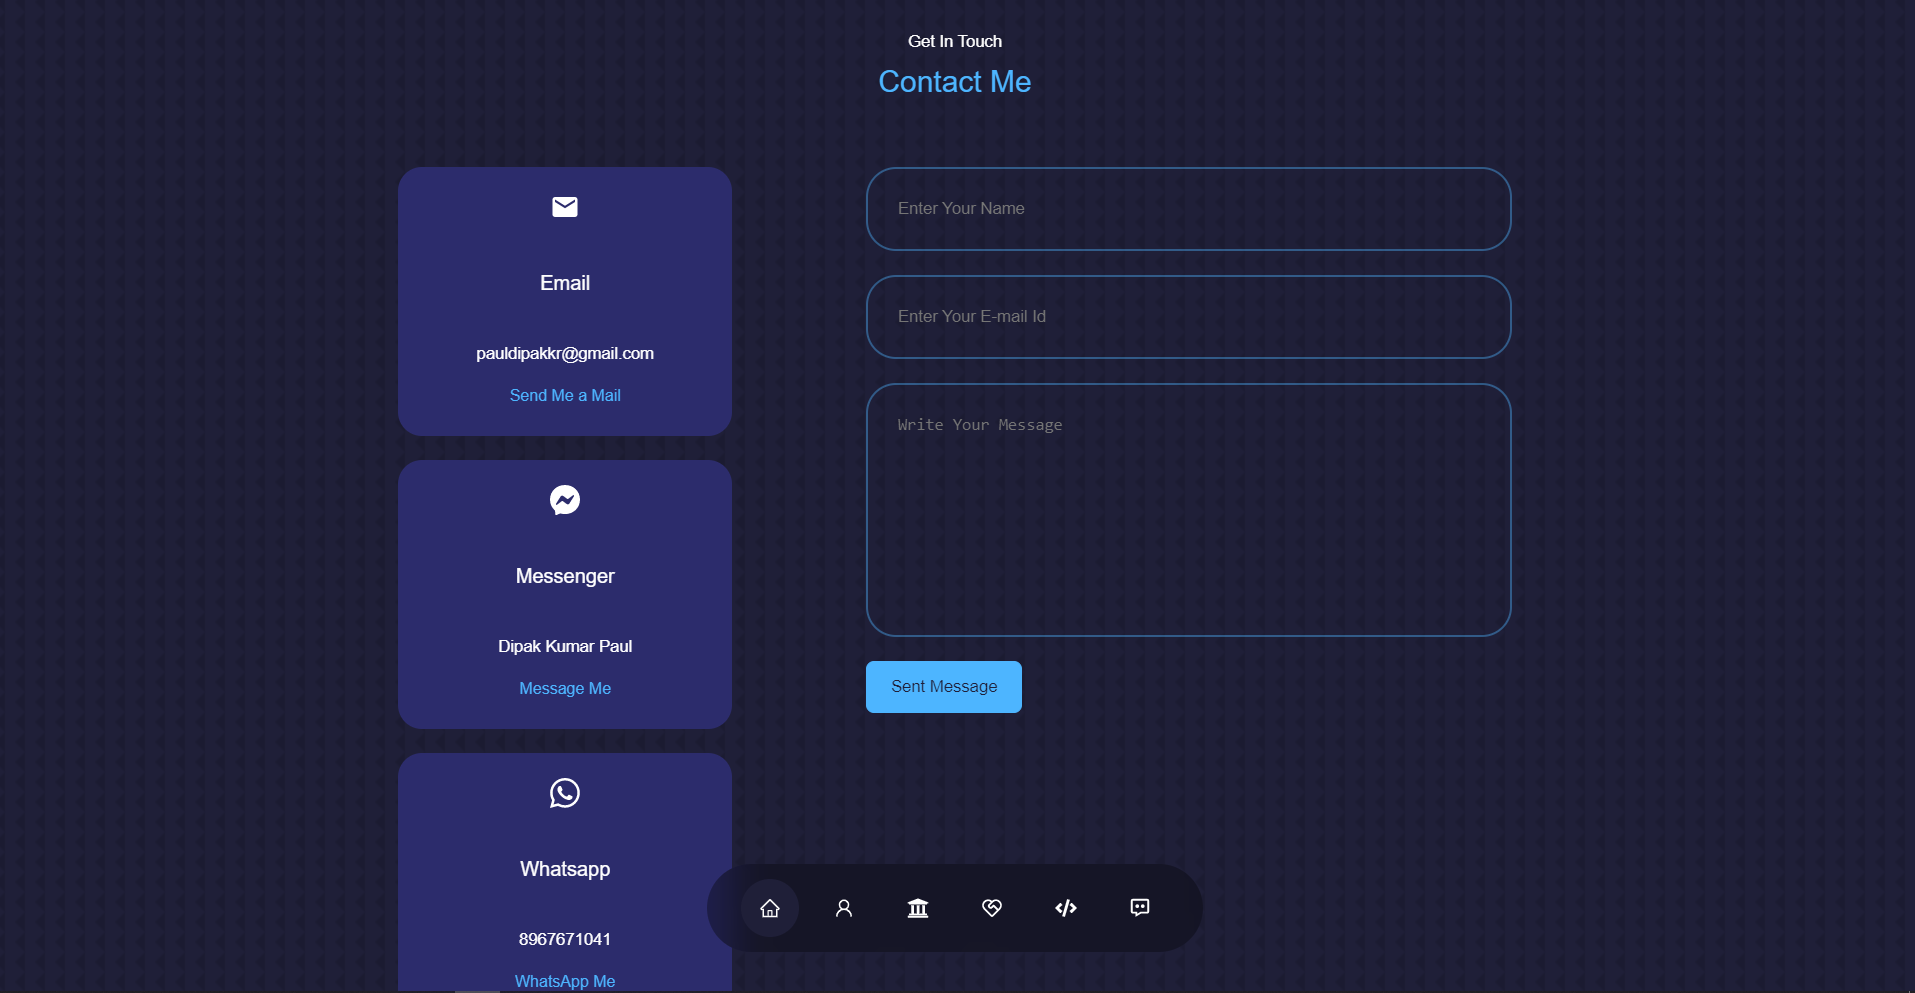 Get In Touch
Contact Me
Email
pauldipakkr@gmail.com
Send Me a Mail
Messenger
Dipak Kumar Paul
Message Me
Whatsapp
8967671041
WhatsApp Me
Enter Your Name
Enter Your E-mail Id
Write Your Message
Sent Message